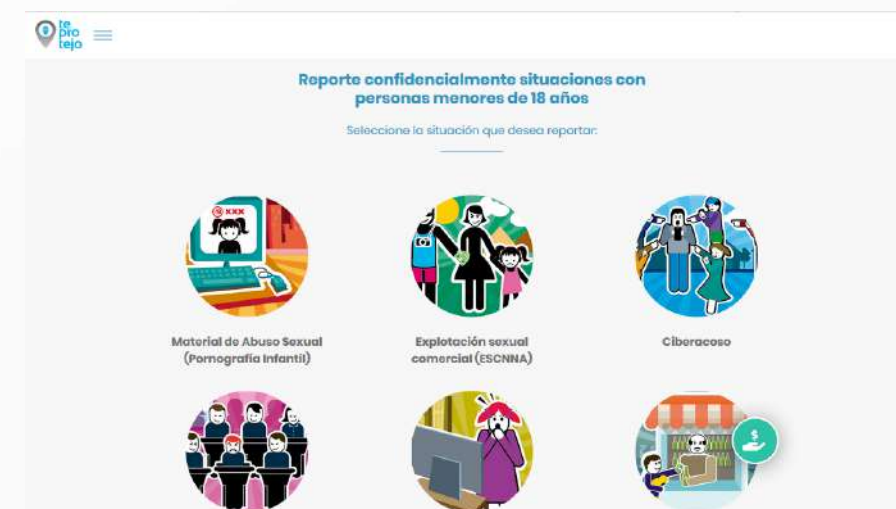 te
pro
tejo
Reporte confidencialmente situaciones con
personas menores de 18 años
Seleccione la situación que desea reportar:
XXX
Material de Abuso Sexual
(Pornografía Infantil)
Explotación sexual
comercial (ESCNNA)
Ciberacoso
$